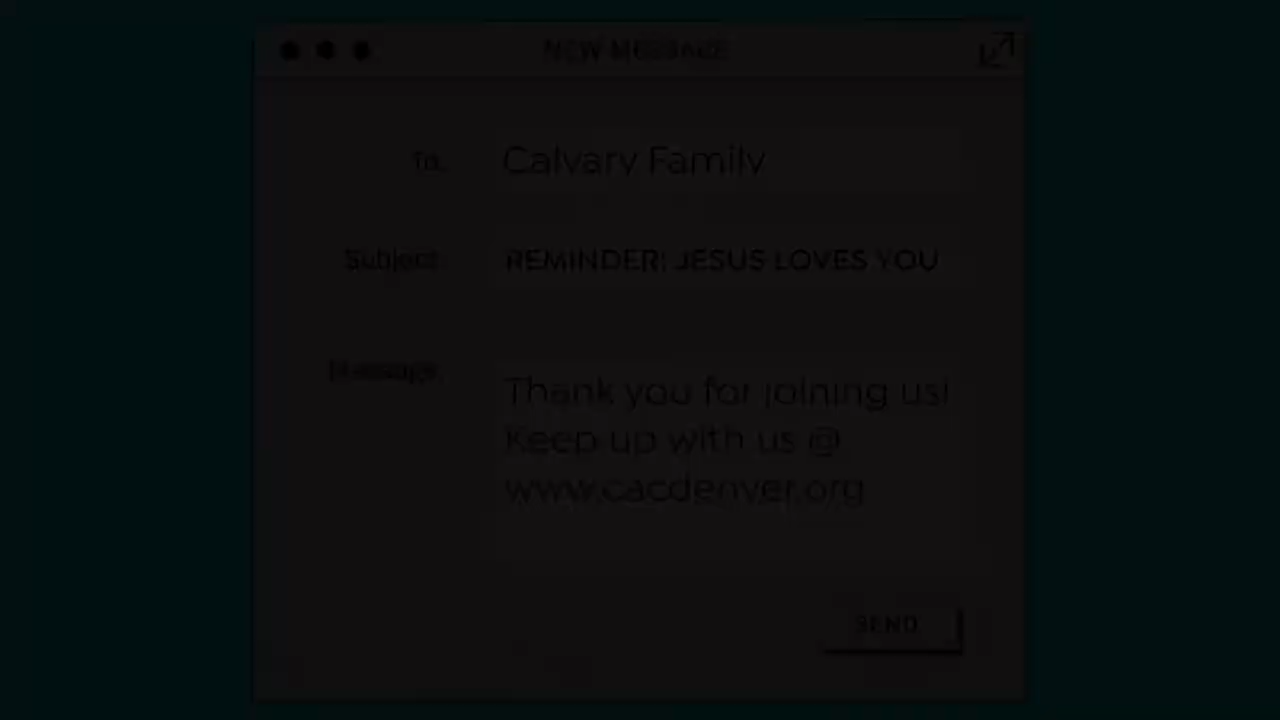 NEW MESSAGE
To:
Calvary Family
Subject:
REMINDER: JESUS LOVES YOU
Message:
Thank you for joining us!
Keep up with us @
www.cacdenver.org
SEND